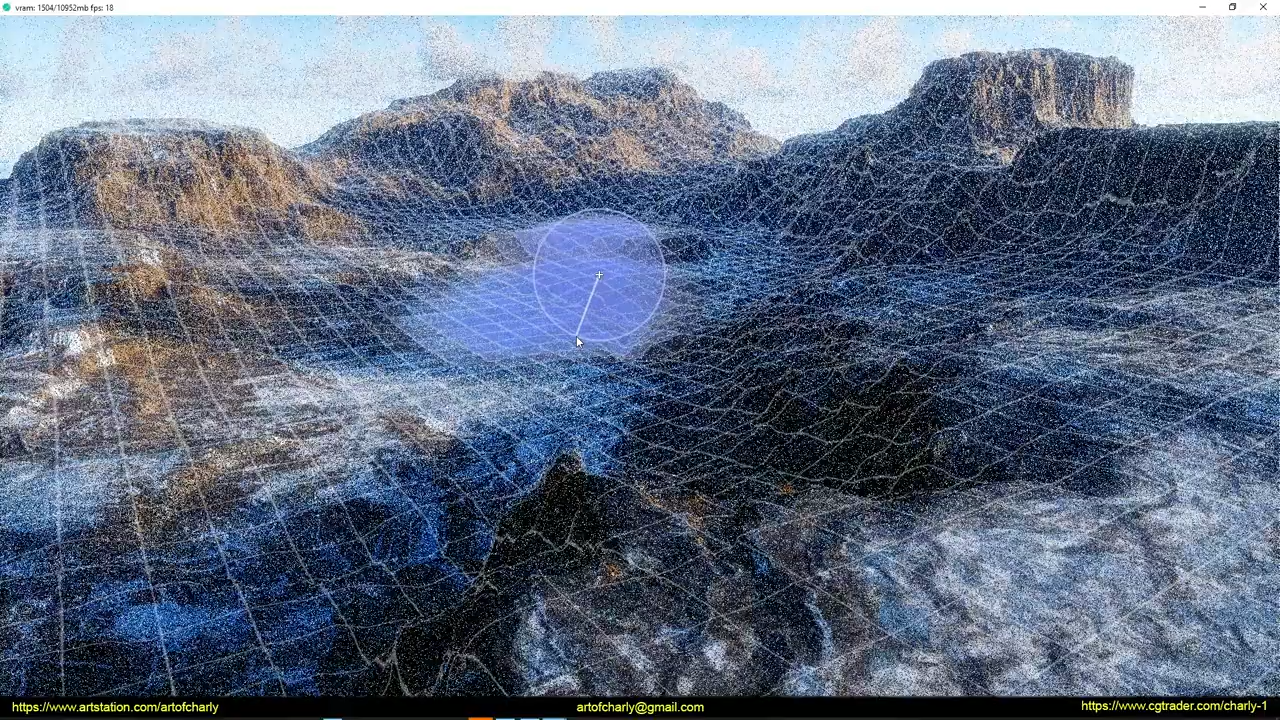 vram: 1504/10952mb fps: 18
https://www.artstation.com/artofcharly
artofcharly@gmail.com
https://www.cgtrader.com/charly-1